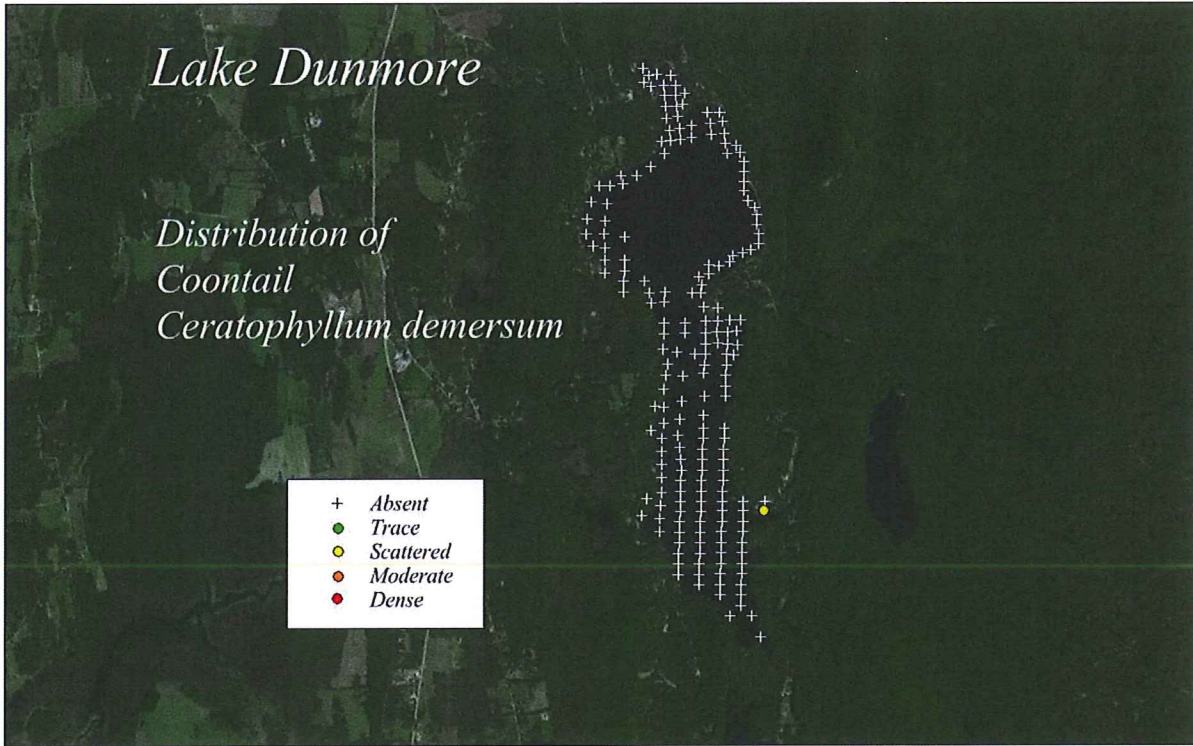 Lake Dunmore
Distribution of
Coontail
Ceratophyllum demersum
Absent
Trace
Scattered
Moderate
Dense